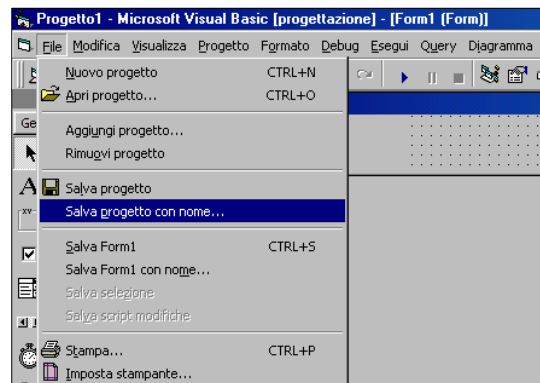 Progetto1 - Microsoft Visual Basic [progettazione] - [Form1 (Form)]
File Modifica Visualizza Progetto Formato Debug Esegui Query Diagramma
Nuovo progetto CTRL+N
Apri progetto... CTRL+O
Ge
Aggiungi progetto...
Rimuovi progetto
A
Salva progetto
xv
Salva progetto con nome...
Salva Form1 CTRL+S
Salva Form1 con nome...
Salva selezione
Salva script modifiche
Stampa... CTRL+P
Imposta stampante...